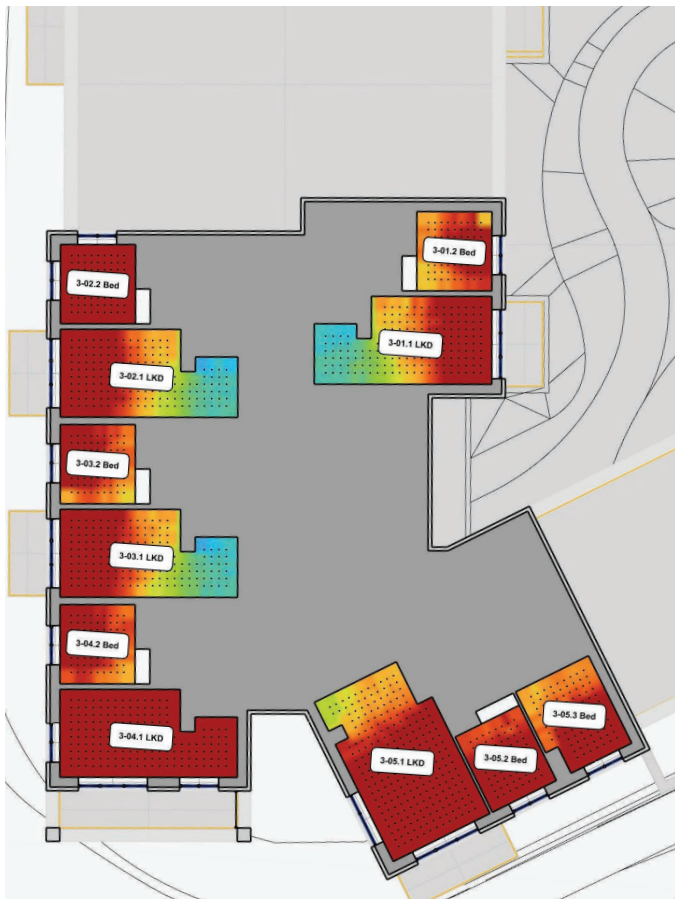 3-01.2 Bed
3-02.2 Bed
3-01.1 LKD
3-02.1 LKD
3-03.2 Bed
3-03.1 LKD
3-04.2 Bed
3-04.1 LKD
3-05.3 Bed
3-05.1 LKD
3-05.2 Bed